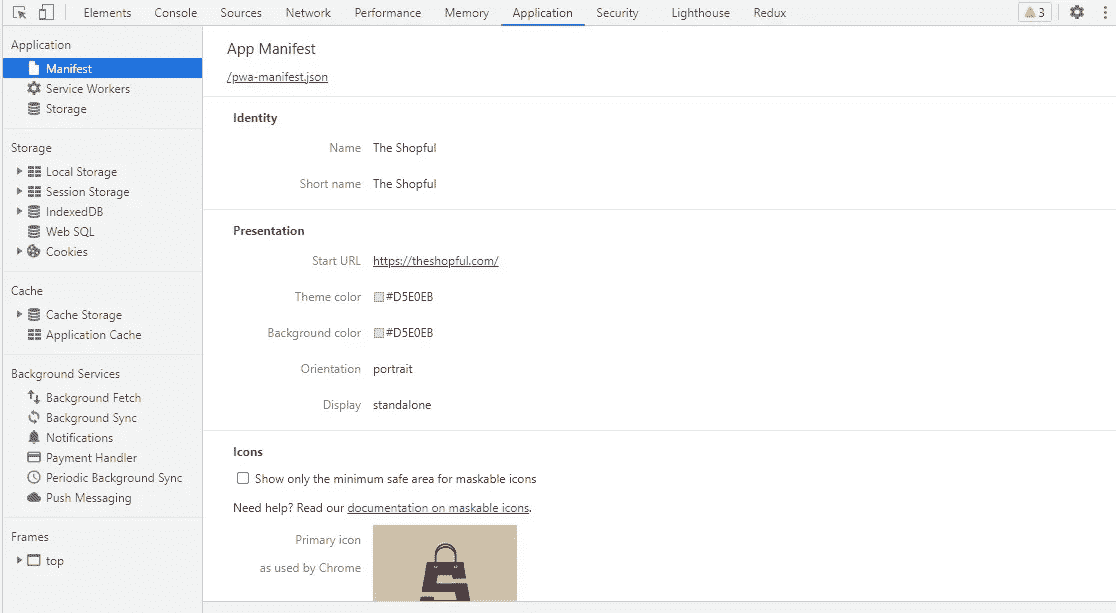 Elements Console Sources Network Performance Memory Application Security Lighthouse Redux 3
Application
Manifest
Service Workers
Storage
Storage
Local Storage
Session Storage
IndexedDB
Web SQL
Cookies
Cache
Cache Storage
Application Cache
Background Services
Background Fetch
Background Sync
Notifications
Payment Handler
Periodic Background Sync
Push Messaging
Frames
top
App Manifest
/pwa-manifest.json
Identity
Name The Shopful
Short name The Shopful
Presentation
Start URL https://theshopful.com/
Theme color #D5E0EB
Background color #D5E0EB
Orientation portrait
Display standalone
Icons
Show only the minimum safe area for maskable icons
Need help? Read our documentation on maskable icons.
Primary icon
as used by Chrome